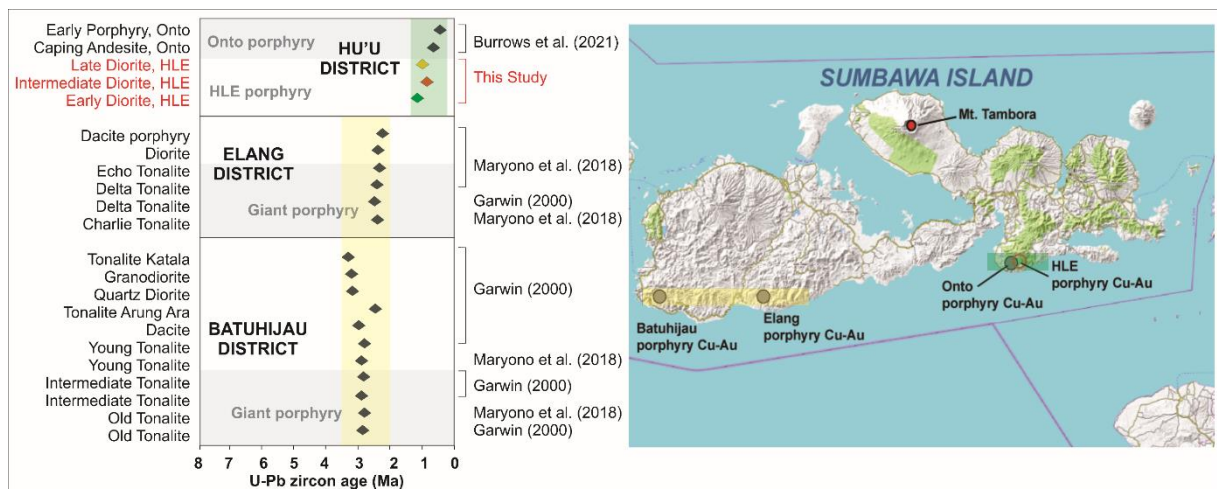 Early Porphyry, Onto
Caping Andesite, Onto
Late Diorite, HLE
Intermediate Diorite, HLE
Early Diorite, HLE
Onto porphyry
HU'U
DISTRICT
HLE porphyry
Burrows et al. (2021)
This Study
Dacite porphyry
Diorite
Echo Tonalite
Delta Tonalite
Delta Tonalite
Charlie Tonalite
ELANG
DISTRICT
Giant porphyry
Maryono et al. (2018)
Garwin (2000)
Maryono et al. (2018)
Tonalite Katala
Granodiorite
Quartz Diorite
Tonalite Arung Ara
Dacite
Young Tonalite
Young Tonalite
Intermediate Tonalite
Intermediate Tonalite
Old Tonalite
Old Tonalite
BATUHIJAU
DISTRICT
Giant porphyry
Garwin (2000)
Maryono et al. (2018)
Garwin (2000)
Maryono et al. (2018)
Garwin (2000)
8 7 6 5 4 3 2 1 0
U-Pb zircon age (Ma)
SUMBAWA ISLAND
Mt. Tambora
HLE
porphyry Cu-Au
Onto
porphyry Cu-Au
Elang
porphyry Cu-Au
Batuhijau
porphyry Cu-Au